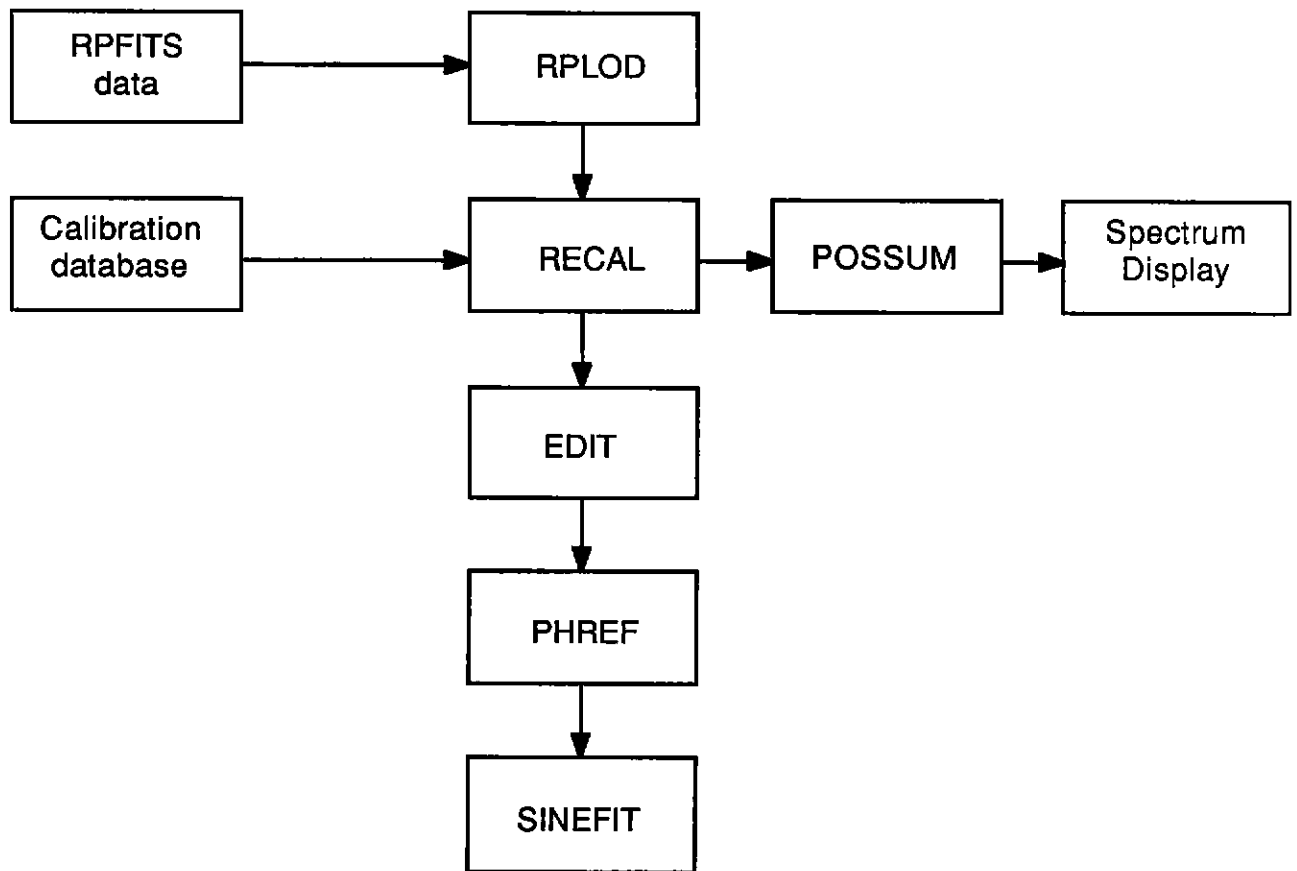 RPFITS
data
RPLOD
Calibration
database
RECAL
POSSUM
Spectrum
Display
EDIT
PHREF
SINEFIT